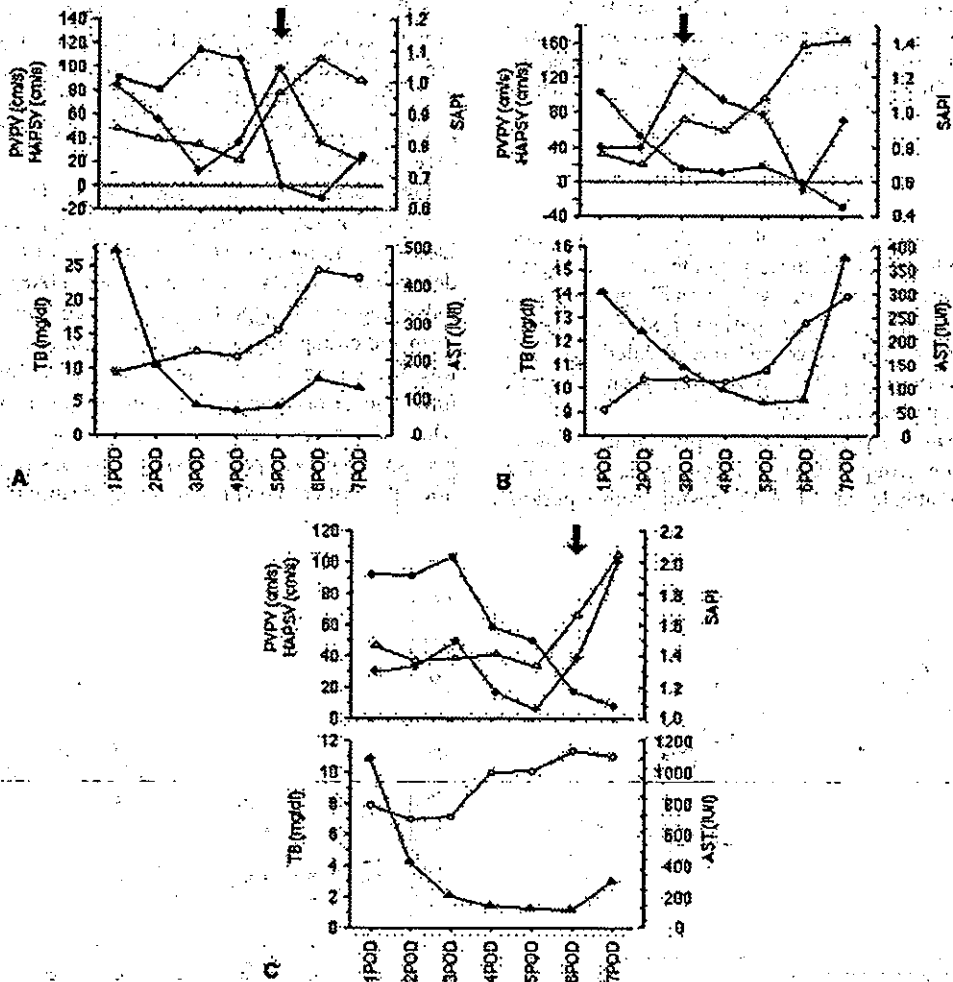 140
120
100
80
60
40
20
0
-20
PVPV (cm/s)
HAPSV (cm/s)
1.2
1.1
1.0
0.9
0.8
0.7
0.6
SAPI
160
120
80
40
0
-40
PVPV (cm/s)
HAPSV (cm/s)
1.4
1.2
1.0
0.8
0.6
0.4
SAPI
25
20
15
10
5
0
TB (mg/dl)
500
400
300
200
100
0
AST (IU/l)
1POD
2POD
3POD
4POD
5POD
6POD
7POD
A
16
15
14
13
12
11
10
9
8
TB (mg/dl)
400
350
300
250
200
150
100
50
0
AST (IU/l)
1POD
2POD
3POD
4POD
5POD
6POD
7POD
B
120
100
80
60
40
20
0
PVPV (cm/s)
HAPSV (cm/s)
2.2
2.0
1.8
1.6
1.4
1.2
1.0
SAPI
12
10
8
6
4
2
0
TB (mg/dl)
1200
1000
800
600
400
200
0
AST (IU/l)
1POD
2POD
3POD
4POD
5POD
6POD
7POD
C